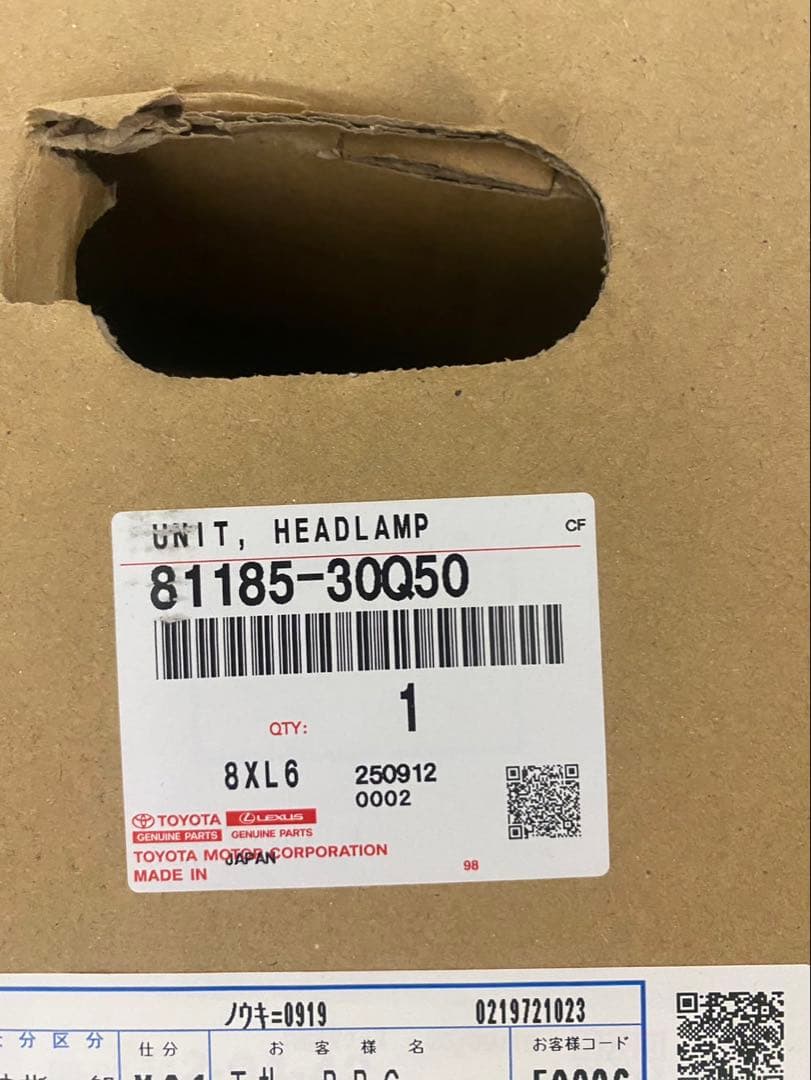 UNIT, HEADLAMP
CF
81185-30Q50
QTY: 1
8XL6 250912
0002
TOYOTA LEXUS
GENUINE PARTS GENUINE PARTS
TOYOTA MOTOR CORPORATION
MADE IN JAPAN
98
ノウキ=0919 0219721023
分区分 仕分 お客様名 お客様コード